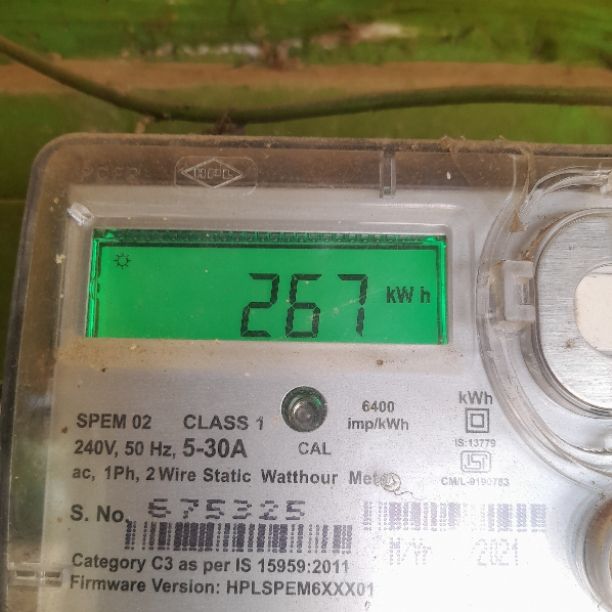 HPL
267 kW h
SPEM 02 CLASS 1
240V, 50 Hz, 5-30A
ac, 1Ph, 2 Wire Static Watthour Meter
CAL
6400
imp/kWh
kWh
IS:13779
CM/L-9190783
S. No. 675325
M/Yr 2021
Category C3 as per IS 15959:2011
Firmware Version: HPLSPEM6XXX01